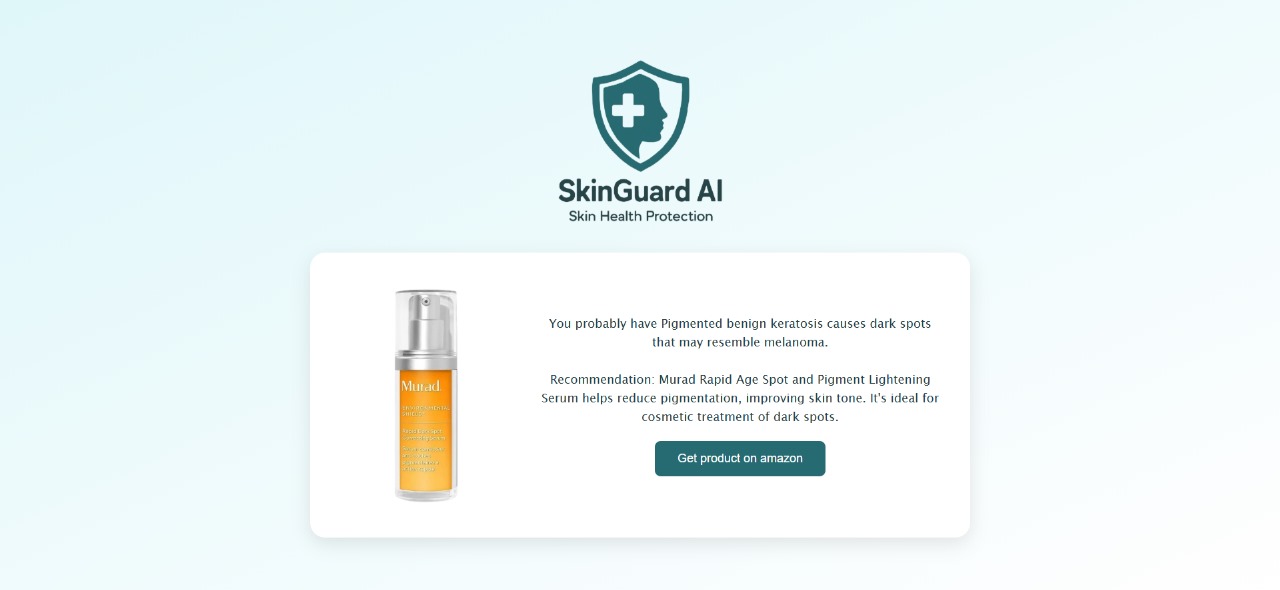 SkinGuard AI
Skin Health Protection
You probably have Pigmented benign keratosis causes dark spots
that may resemble melanoma.
Recommendation: Murad Rapid Age Spot and Pigment Lightening
Serum helps reduce pigmentation, improving skin tone. It's ideal for
cosmetic treatment of dark spots.
Get product on amazon
Murad.